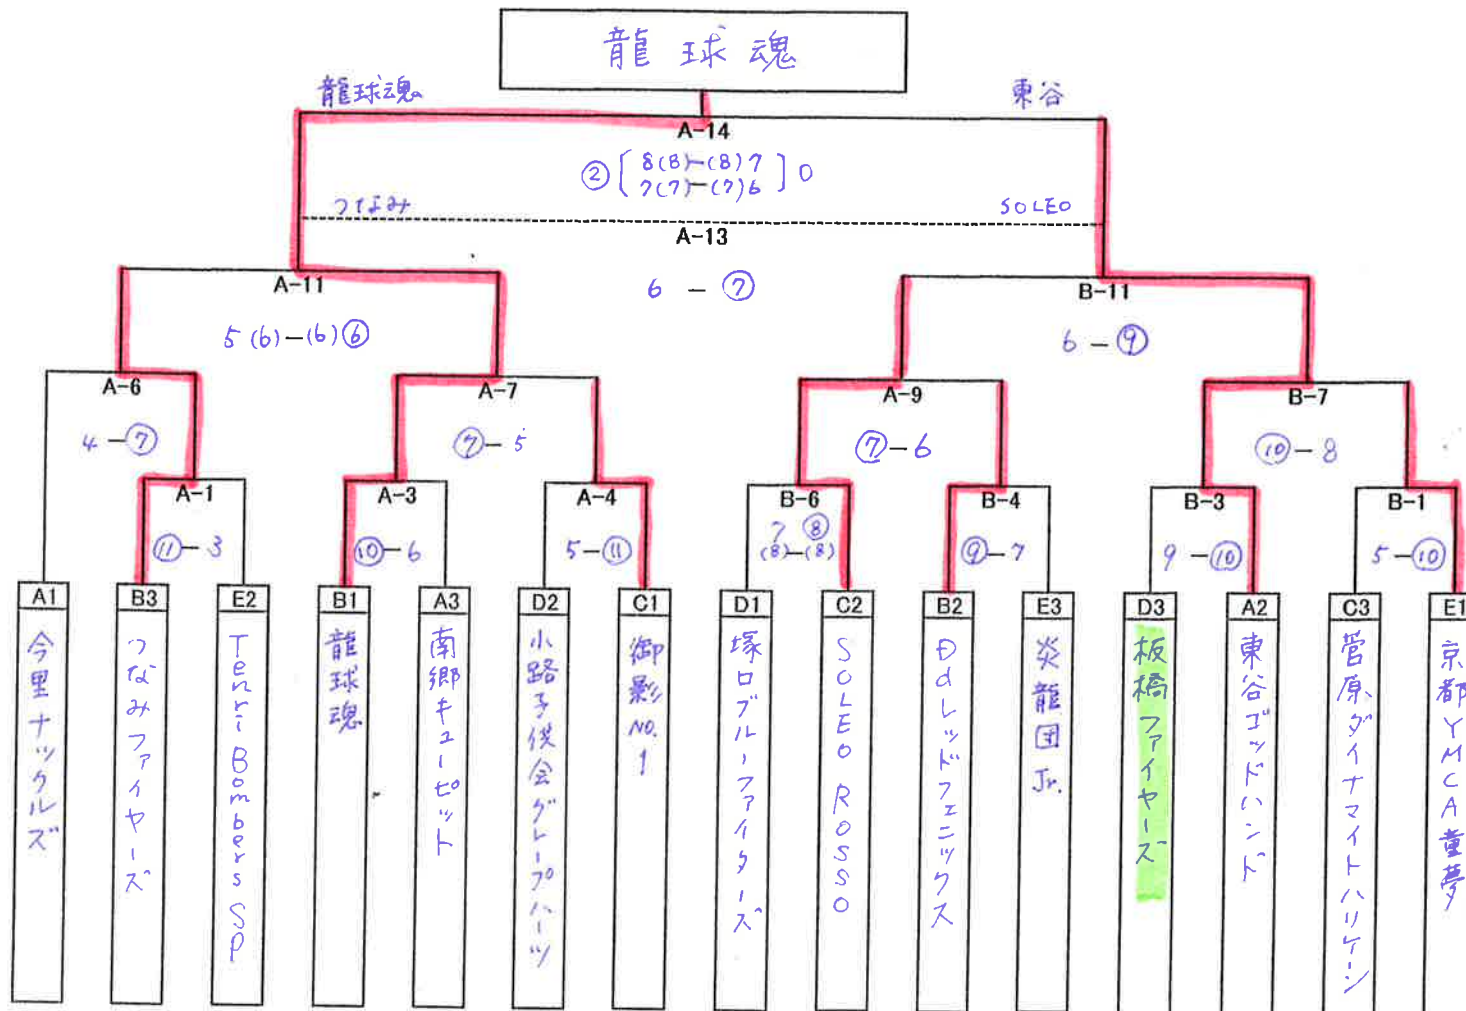 龍球魂
龍球魂
東谷
A-14
② [ 8(8)-(8)7
7(7)-(7)6 ] 0
つなみ
SOLEO
A-13
6 - ⑦
A-11
5(6)-(6)⑥
B-11
6-⑨
A-6
4-⑦
A-7
⑦-5
A-9
⑦-6
B-7
⑩-8
A-1
⑪-3
A-3
⑩-6
A-4
5-⑪
B-6
7 ⑧
(8)-(8)
B-4
⑨-7
B-3
9-⑩
B-1
5-⑩
A1
今里ナックルズ
B3
つなみファイヤーズ
E2
Tenri Bombers SP
B1
龍球魂
A3
南郷キューピット
D2
小路子供会グレープハーツ
C1
御影NO.1
D1
塚口ブルーファイターズ
C2
SOLEO ROSSO
B2
Ddレッドフェニックス
E3
炎龍団Jr.
D3
板橋ファイヤーズ
A2
東谷ゴッドハンド
C3
菅原ダイナマイトハリケーン
E1
京都YMCA童夢